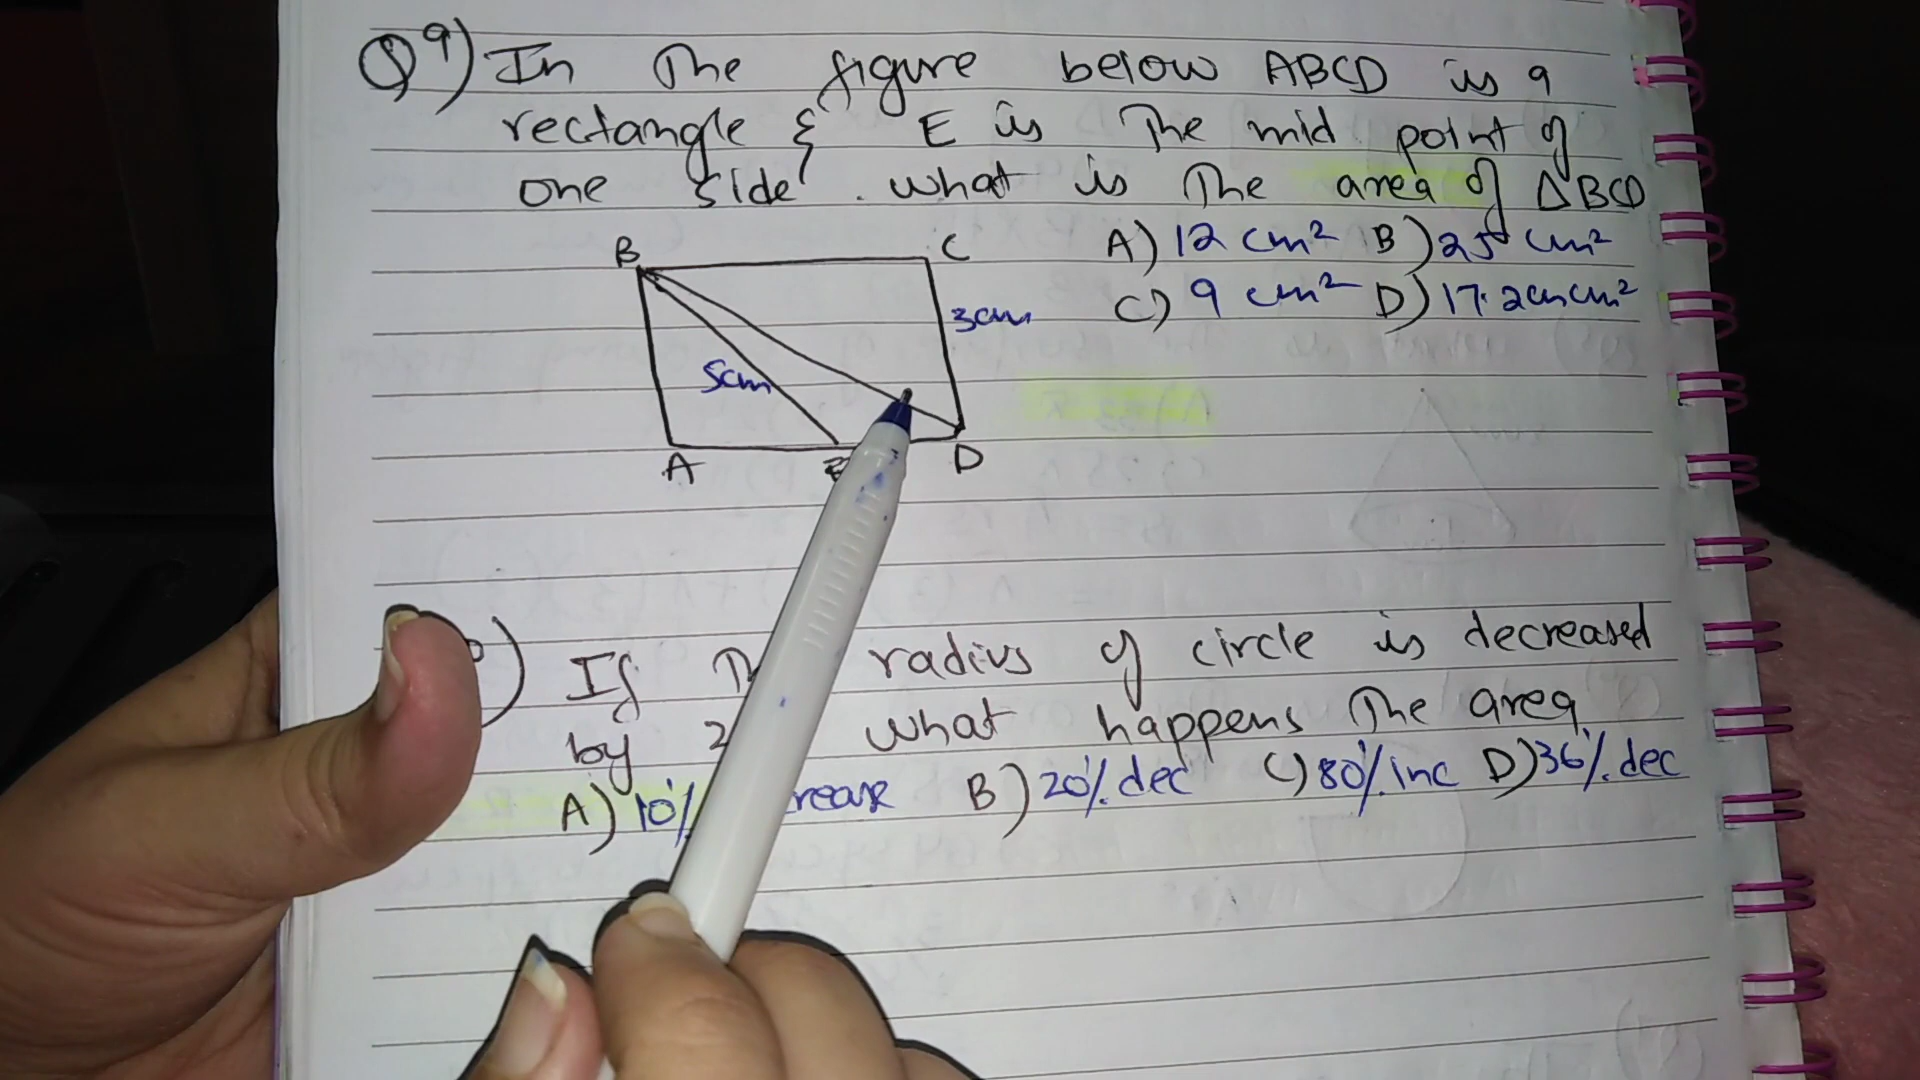 Q9) In The figure below ABCD is a
rectangle & E is The mid point of
one side. what is The area of ΔBCD
A) 12 cm² B) 25 cm²
C) 9 cm² D) 17.2cm cm²
B C
3cm
5cm
A E D
If radius of circle is decreased
by what happens The area
A) 10% B) 20%.dec C) 80%.inc D) 36%.dec